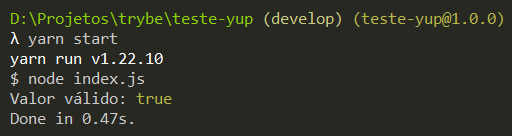 D:\Projetos\trybe\teste-yup (develop) (teste-yup@1.0.0)
λ yarn start
yarn run v1.22.10
$ node index.js
Valor válido: true
Done in 0.47s.